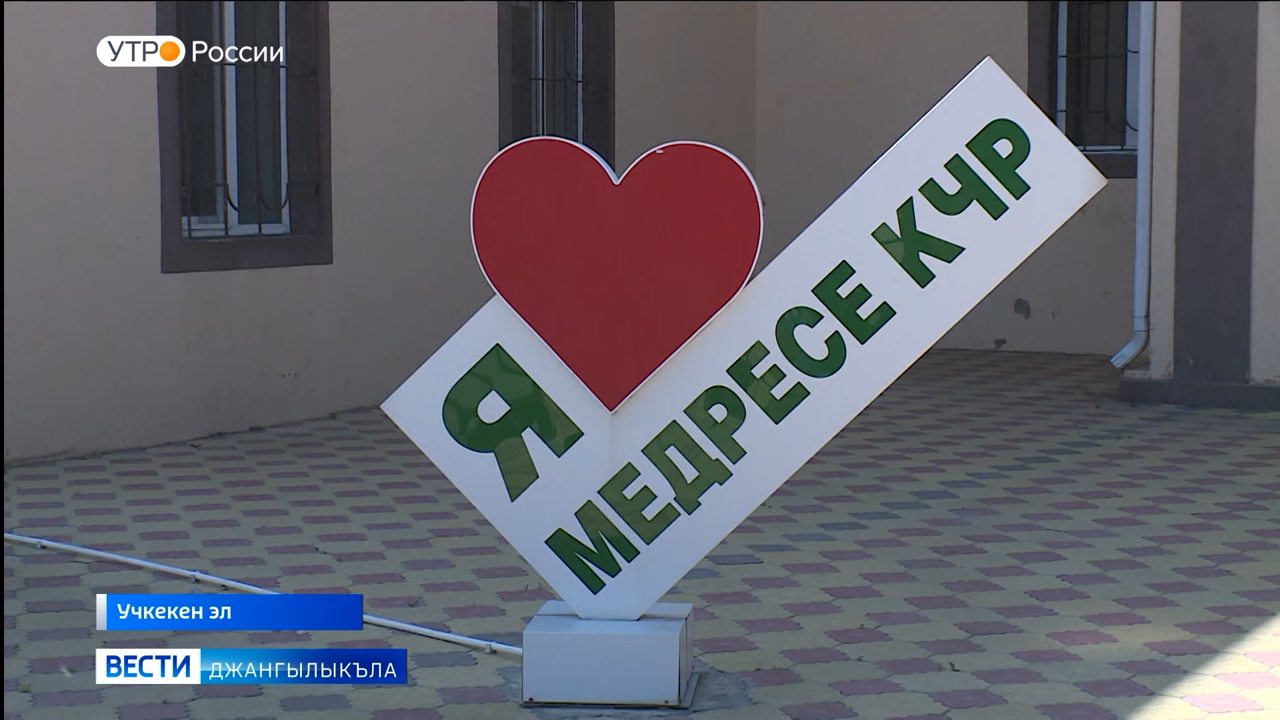 УТРО России
Я
МЕДРЕСЕ КЧР
Учкекен эл
ВЕСТИ ДЖАНГЫЛЫКЪЛА